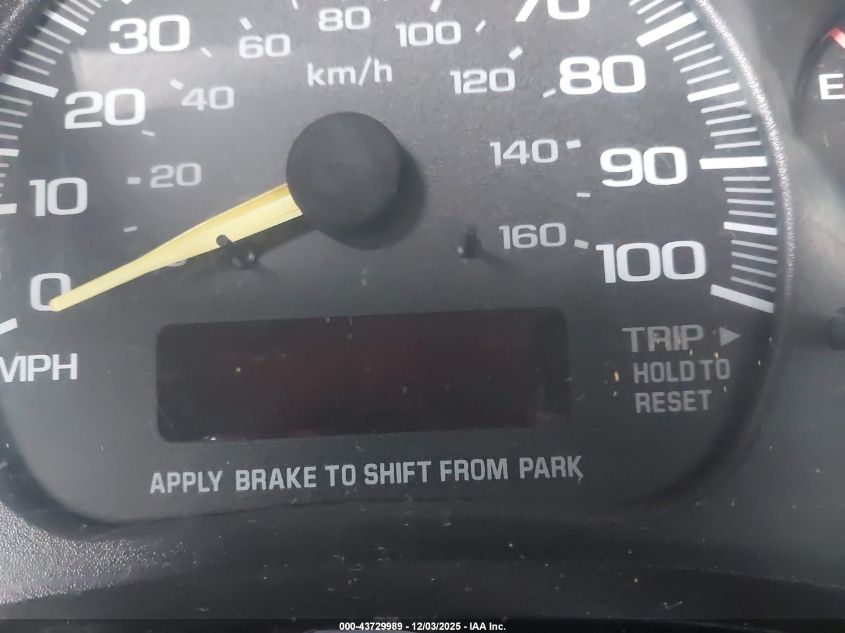 30
60
80
100
70
km/h
20
40
120
80
10
20
140
90
0
160
100
MPH
TRIP ▶
HOLD TO
RESET
APPLY BRAKE TO SHIFT FROM PARK
E
000-43729989 - 12/03/2025 - IAA Inc.